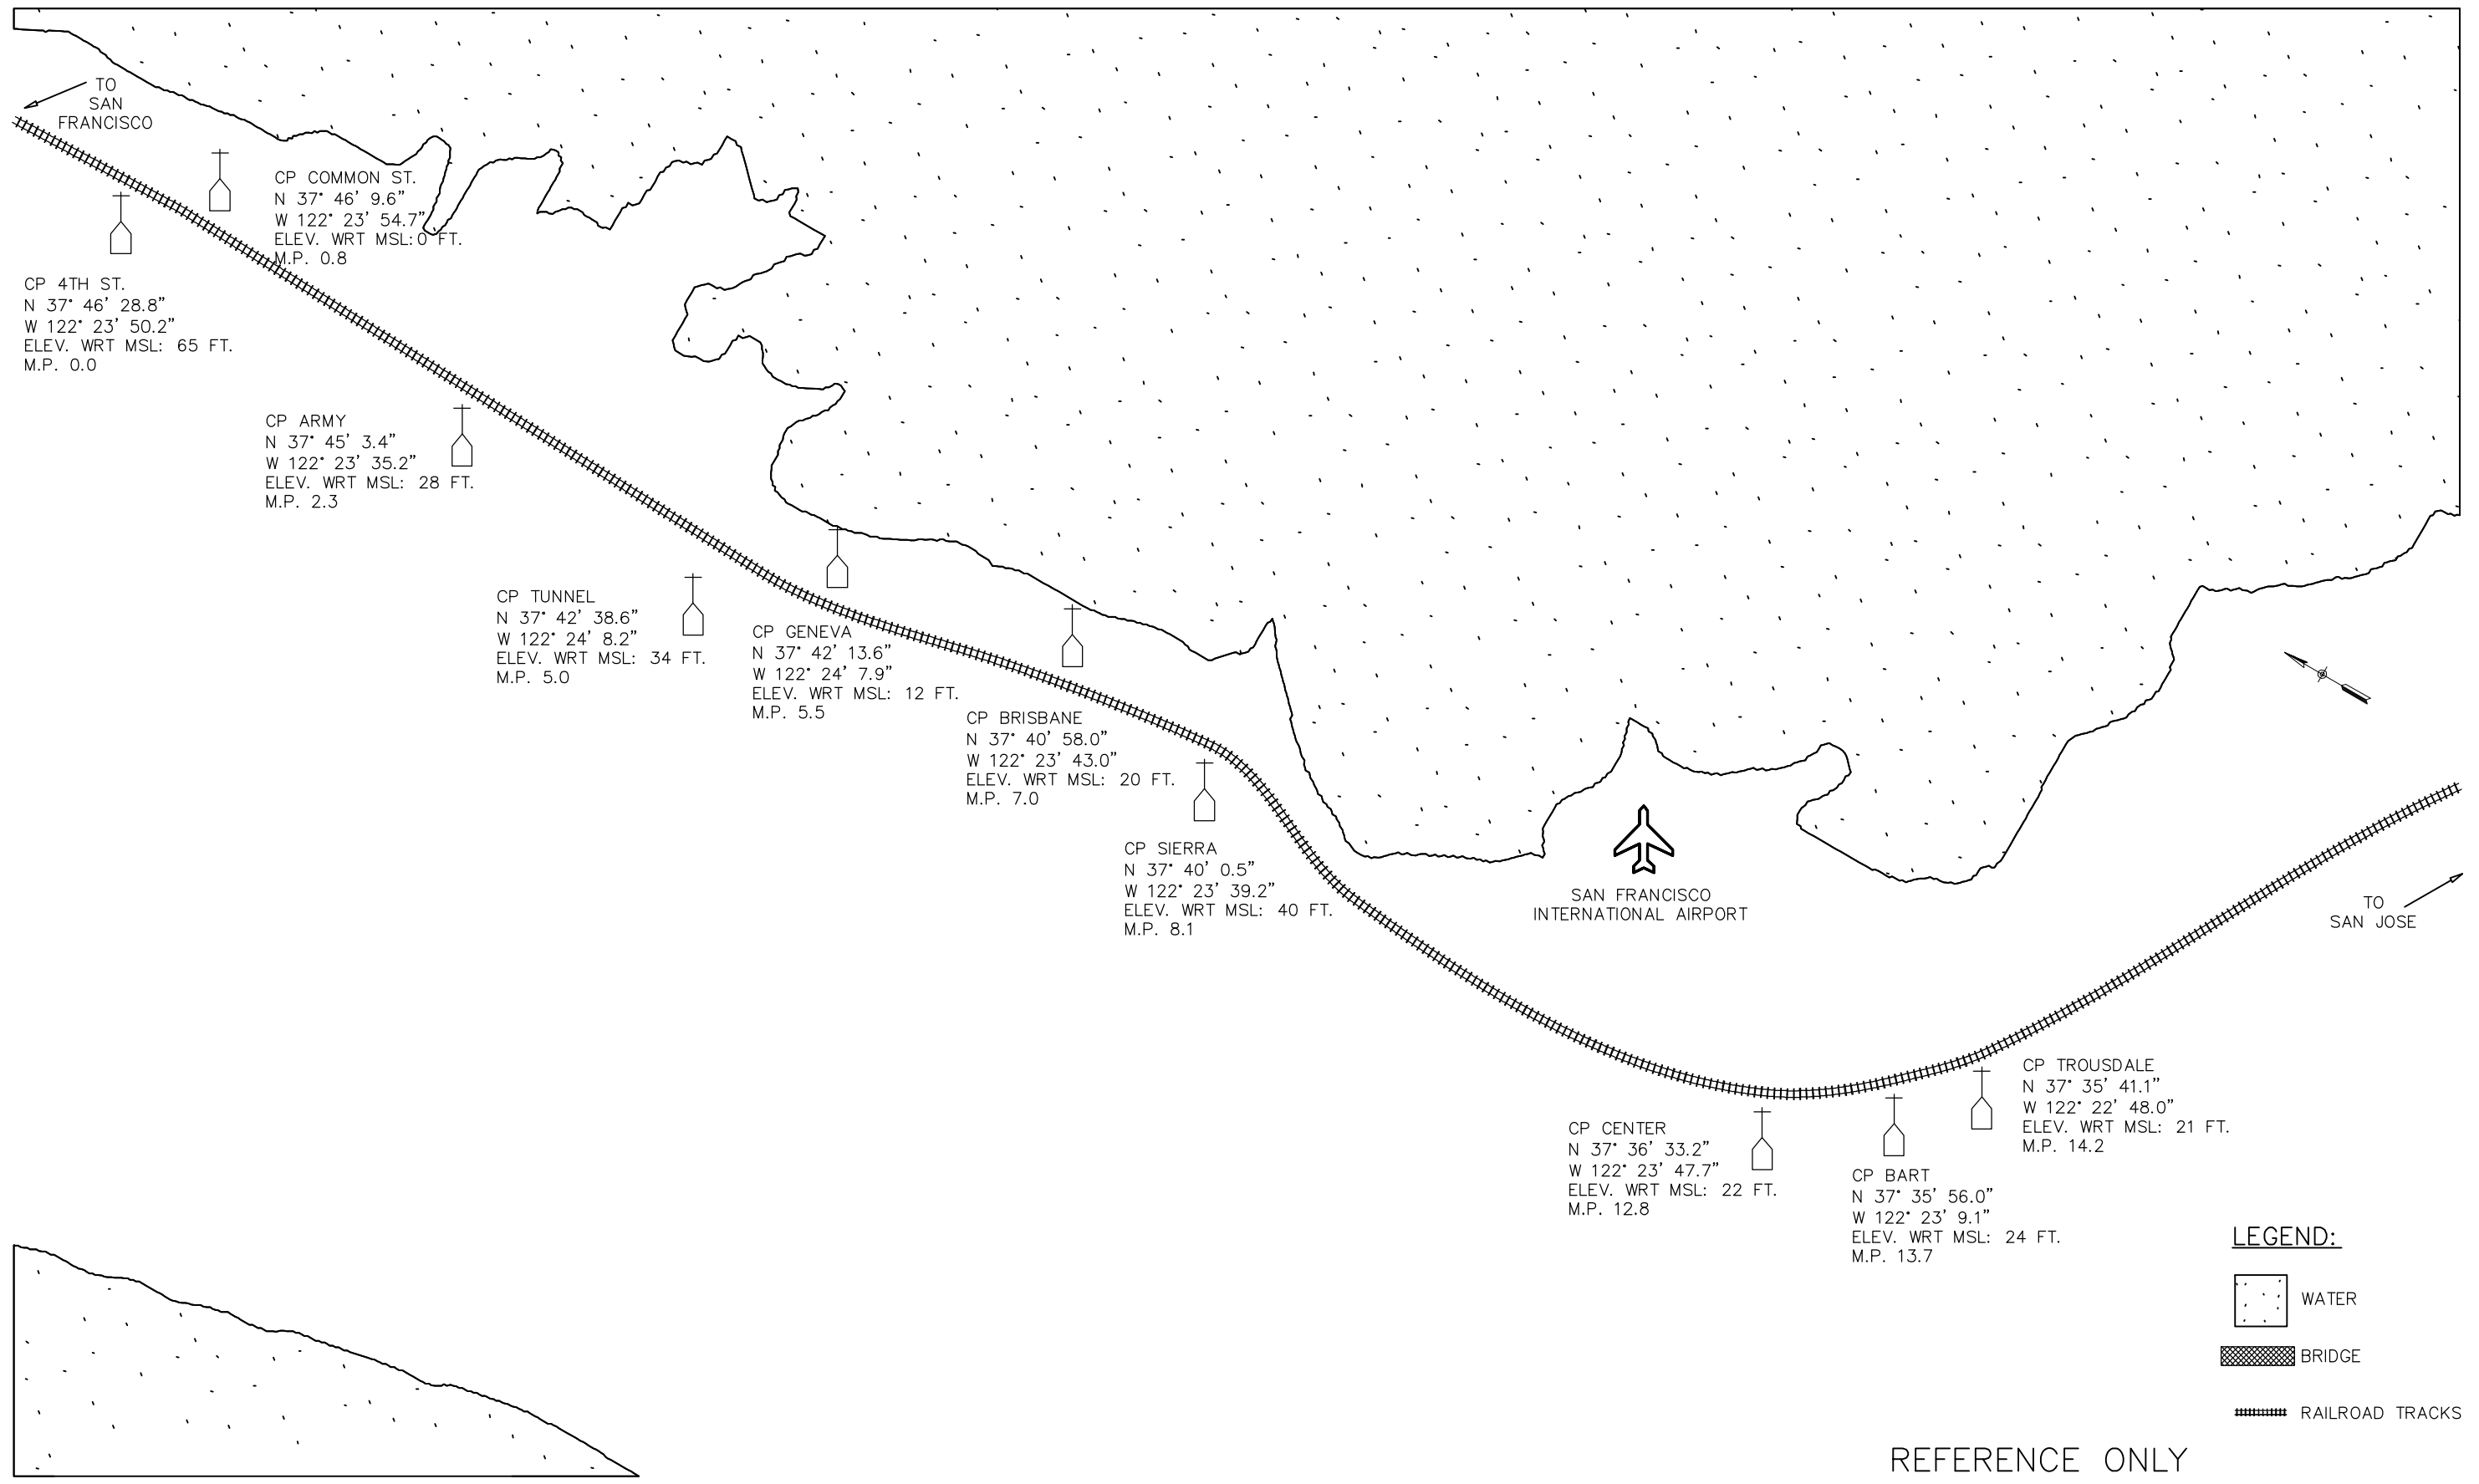 TO
SAN
FRANCISCO
CP COMMON ST.
N 37° 46' 9.6"
W 122° 23' 54.7"
ELEV. WRT MSL:0 FT.
M.P. 0.8
CP 4TH ST.
N 37° 46' 28.8"
W 122° 23' 50.2"
ELEV. WRT MSL: 65 FT.
M.P. 0.0
CP ARMY
N 37° 45' 3.4"
W 122° 23' 35.2"
ELEV. WRT MSL: 28 FT.
M.P. 2.3
CP TUNNEL
N 37° 42' 38.6"
W 122° 24' 8.2"
ELEV. WRT MSL: 34 FT.
M.P. 5.0
CP GENEVA
N 37° 42' 13.6"
W 122° 24' 7.9"
ELEV. WRT MSL: 12 FT.
M.P. 5.5
CP BRISBANE
N 37° 40' 58.0"
W 122° 23' 43.0"
ELEV. WRT MSL: 20 FT.
M.P. 7.0
CP SIERRA
N 37° 40' 0.5"
W 122° 23' 39.2"
ELEV. WRT MSL: 40 FT.
M.P. 8.1
SAN FRANCISCO
INTERNATIONAL AIRPORT
TO
SAN JOSE
CP CENTER
N 37° 36' 33.2"
W 122° 23' 47.7"
ELEV. WRT MSL: 22 FT.
M.P. 12.8
CP BART
N 37° 35' 56.0"
W 122° 23' 9.1"
ELEV. WRT MSL: 24 FT.
M.P. 13.7
CP TROUSDALE
N 37° 35' 41.1"
W 122° 22' 48.0"
ELEV. WRT MSL: 21 FT.
M.P. 14.2
LEGEND:
WATER
BRIDGE
RAILROAD TRACKS
REFERENCE ONLY